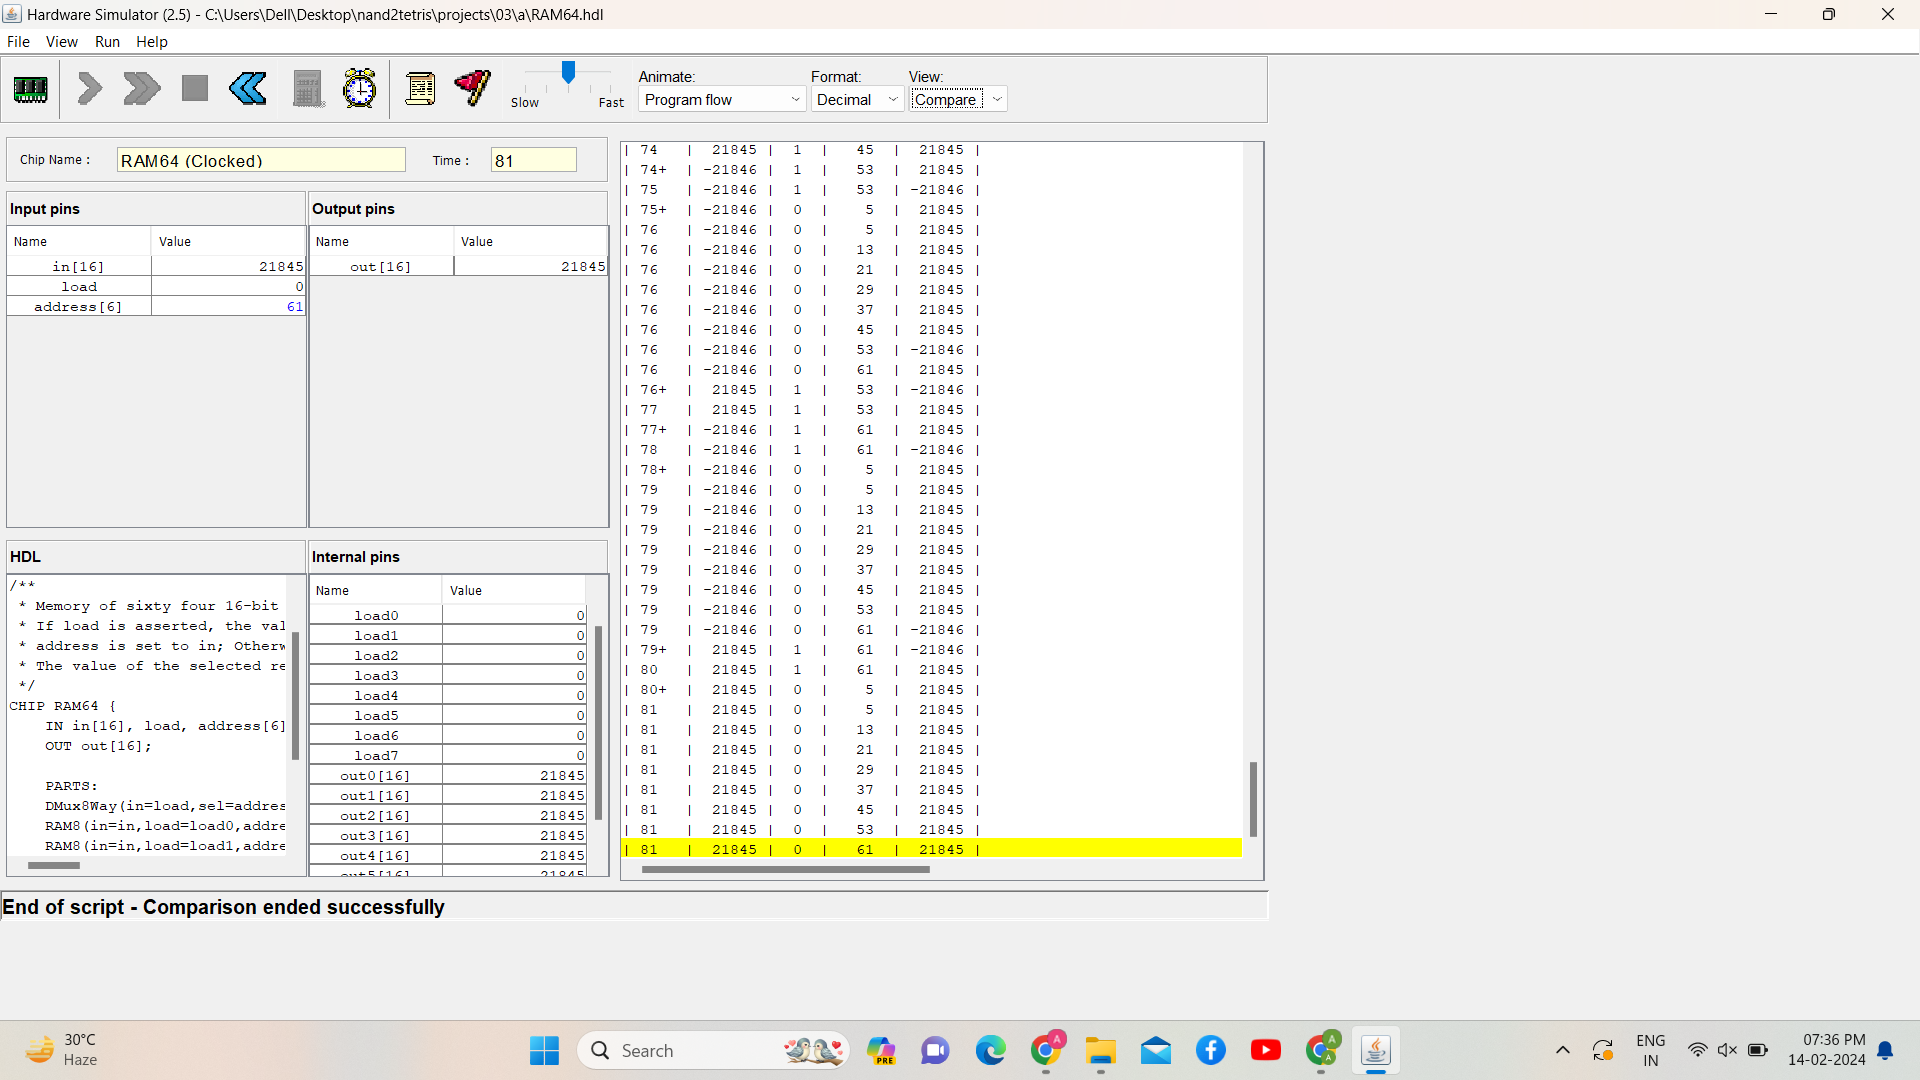 Hardware Simulator (2.5) - C:\Users\Dell\Desktop\nand2tetris\projects\03\a\RAM64.hdl
File View Run Help
Slow Fast
Animate: Format: View:
Program flow Decimal Compare
Chip Name : RAM64 (Clocked) Time : 81
Input pins
Name Value
in[16] 21845
load 0
address[6] 61
Output pins
Name Value
out[16] 21845
HDL
/**
* Memory of sixty four 16-bit
* If load is asserted, the val
* address is set to in; Otherw
* The value of the selected re
*/
CHIP RAM64 {
IN in[16], load, address[6]
OUT out[16];
PARTS:
DMux8Way(in=load,sel=addres
RAM8(in=in,load=load0,addre
RAM8(in=in,load=load1,addre
Internal pins
Name Value
load0 0
load1 0
load2 0
load3 0
load4 0
load5 0
load6 0
load7 0
out0[16] 21845
out1[16] 21845
out2[16] 21845
out3[16] 21845
out4[16] 21845
out5[16] 21845
| 74 | 21845 | 1 | 45 | 21845 |
| 74+ | -21846 | 1 | 53 | 21845 |
| 75 | -21846 | 1 | 53 | -21846 |
| 75+ | -21846 | 0 | 5 | 21845 |
| 76 | -21846 | 0 | 5 | 21845 |
| 76 | -21846 | 0 | 13 | 21845 |
| 76 | -21846 | 0 | 21 | 21845 |
| 76 | -21846 | 0 | 29 | 21845 |
| 76 | -21846 | 0 | 37 | 21845 |
| 76 | -21846 | 0 | 45 | 21845 |
| 76 | -21846 | 0 | 53 | -21846 |
| 76 | -21846 | 0 | 61 | 21845 |
| 76+ | 21845 | 1 | 53 | -21846 |
| 77 | 21845 | 1 | 53 | 21845 |
| 77+ | -21846 | 1 | 61 | 21845 |
| 78 | -21846 | 1 | 61 | -21846 |
| 78+ | -21846 | 0 | 5 | 21845 |
| 79 | -21846 | 0 | 5 | 21845 |
| 79 | -21846 | 0 | 13 | 21845 |
| 79 | -21846 | 0 | 21 | 21845 |
| 79 | -21846 | 0 | 29 | 21845 |
| 79 | -21846 | 0 | 37 | 21845 |
| 79 | -21846 | 0 | 45 | 21845 |
| 79 | -21846 | 0 | 53 | 21845 |
| 79 | -21846 | 0 | 61 | -21846 |
| 79+ | 21845 | 1 | 61 | -21846 |
| 80 | 21845 | 1 | 61 | 21845 |
| 80+ | 21845 | 0 | 5 | 21845 |
| 81 | 21845 | 0 | 5 | 21845 |
| 81 | 21845 | 0 | 13 | 21845 |
| 81 | 21845 | 0 | 21 | 21845 |
| 81 | 21845 | 0 | 29 | 21845 |
| 81 | 21845 | 0 | 37 | 21845 |
| 81 | 21845 | 0 | 45 | 21845 |
| 81 | 21845 | 0 | 53 | 21845 |
| 81 | 21845 | 0 | 61 | 21845 |
End of script - Comparison ended successfully
30°C
Haze
Search
PRE
A
A
A
ENG
IN
07:36 PM
14-02-2024